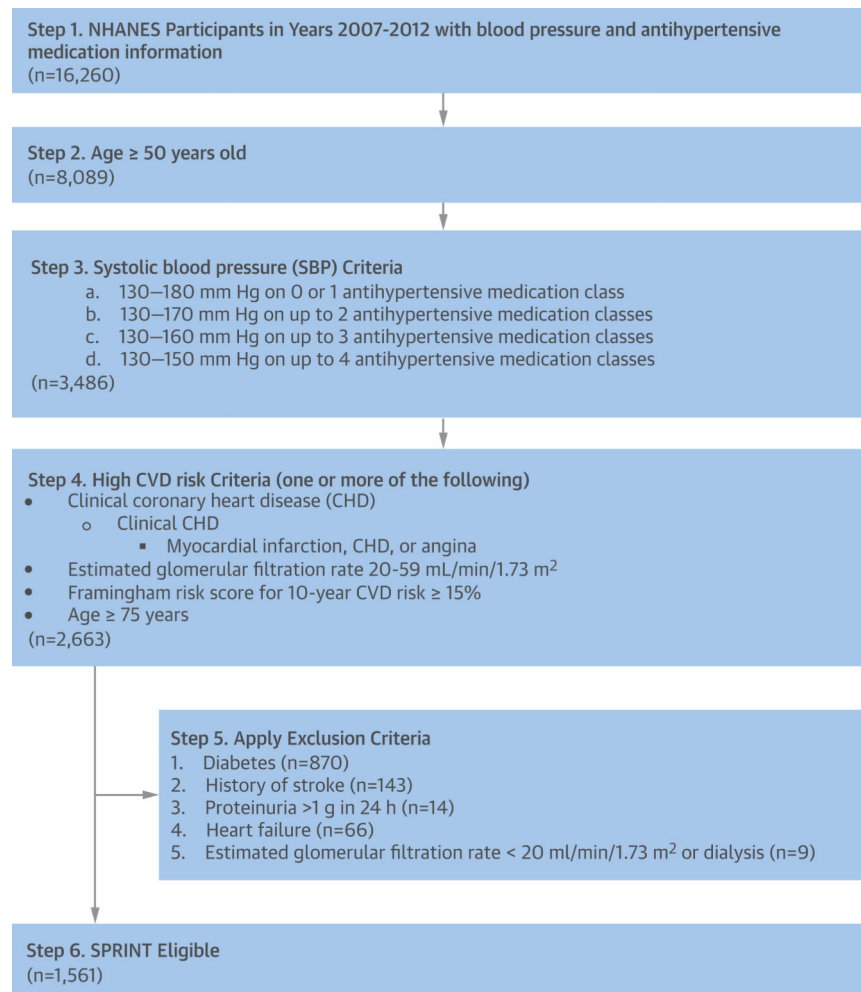 Step 1. NHANES Participants in Years 2007-2012 with blood pressure and antihypertensive
medication information
(n=16,260)
Step 2. Age ≥ 50 years old
(n=8,089)
Step 3. Systolic blood pressure (SBP) Criteria
a. 130–180 mm Hg on 0 or 1 antihypertensive medication class
b. 130–170 mm Hg on up to 2 antihypertensive medication classes
c. 130–160 mm Hg on up to 3 antihypertensive medication classes
d. 130–150 mm Hg on up to 4 antihypertensive medication classes
(n=3,486)
Step 4. High CVD risk Criteria (one or more of the following)
• Clinical coronary heart disease (CHD)
o Clinical CHD
▪ Myocardial infarction, CHD, or angina
• Estimated glomerular filtration rate 20-59 mL/min/1.73 m²
• Framingham risk score for 10-year CVD risk ≥ 15%
• Age ≥ 75 years
(n=2,663)
Step 5. Apply Exclusion Criteria
1. Diabetes (n=870)
2. History of stroke (n=143)
3. Proteinuria >1 g in 24 h (n=14)
4. Heart failure (n=66)
5. Estimated glomerular filtration rate < 20 ml/min/1.73 m² or dialysis (n=9)
Step 6. SPRINT Eligible
(n=1,561)